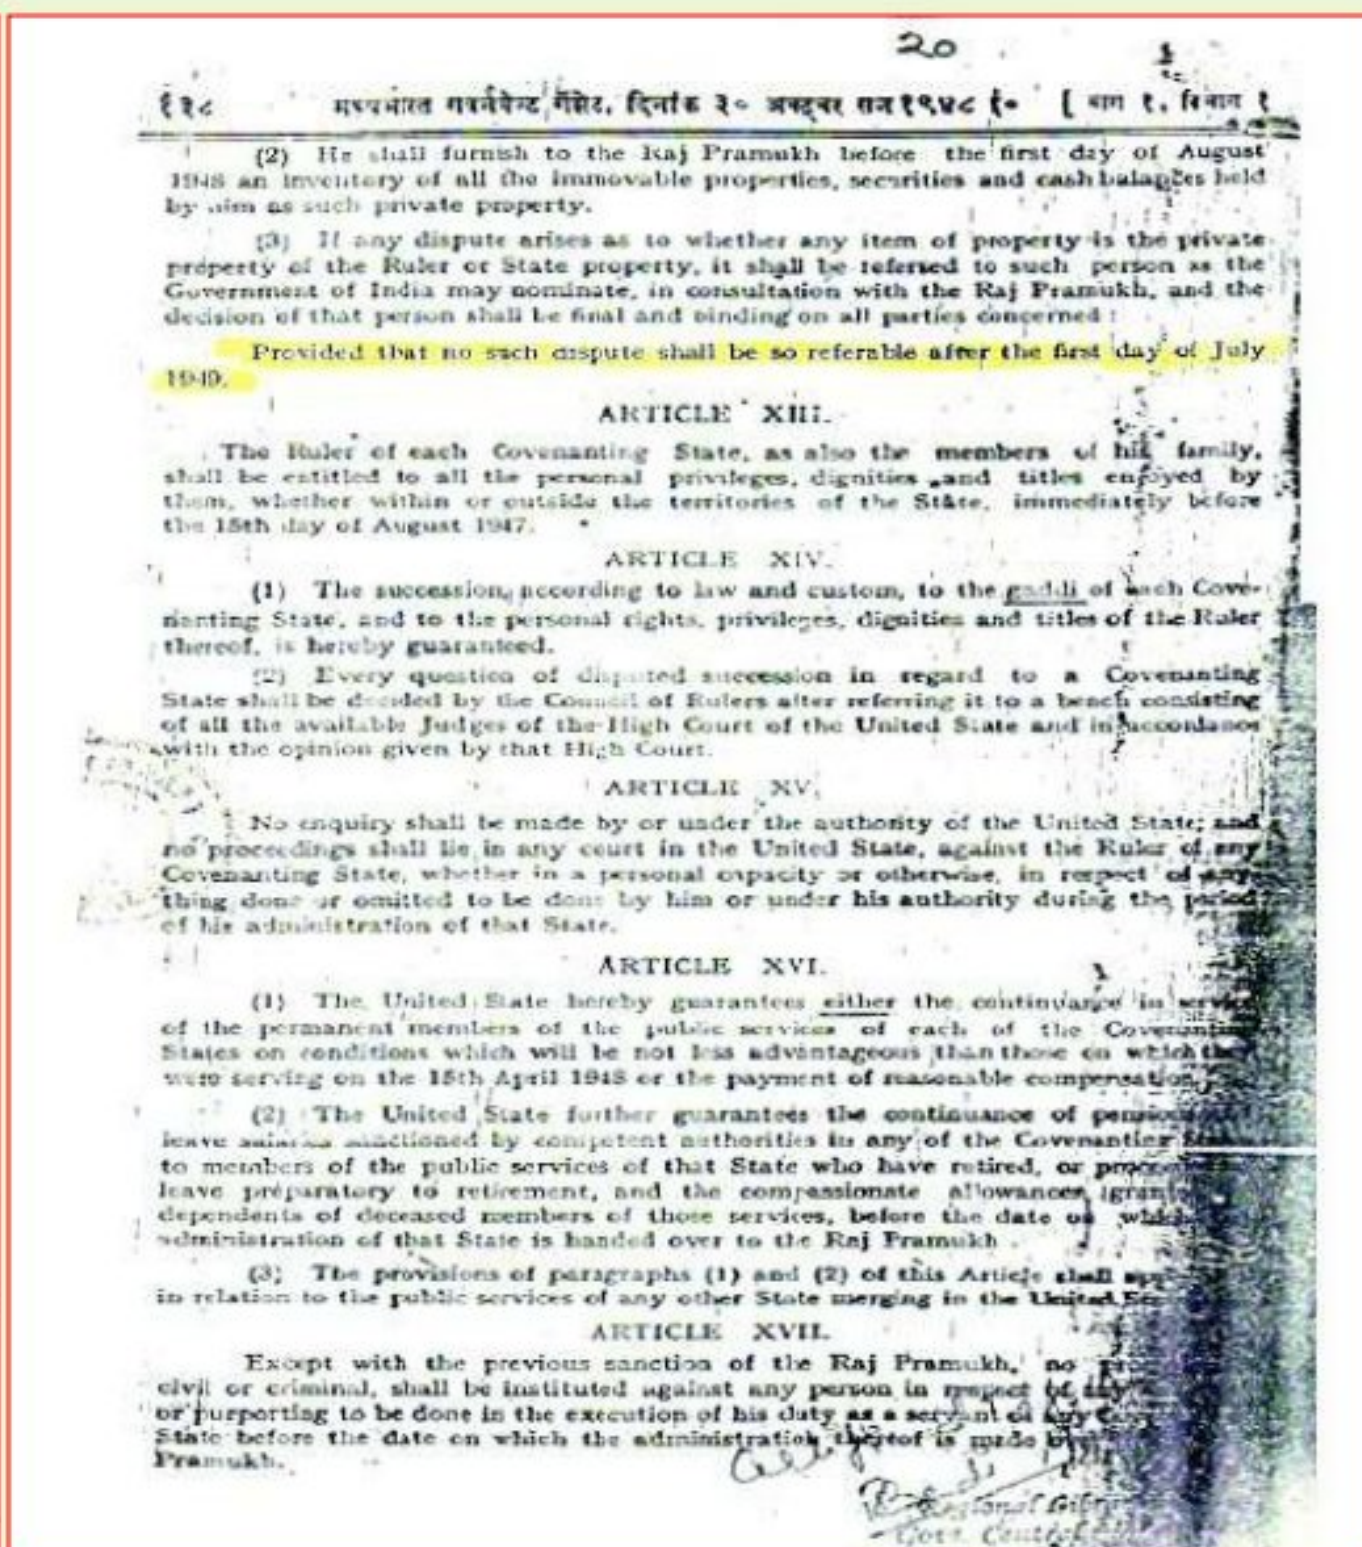 20
१३८ मध्यभारत गवर्नमेन्ट गॅझेट, दिनांक ३० अक्टूबर सन १९४८ ई० [ भाग १, विभाग १
(2) He shall furnish to the Raj Pramukh before the first day of August
1948 an inventory of all the immovable properties, securities and cash balances held
by him as such private property.
(3) If any dispute arises as to whether any item of property is the private
property of the Ruler or State property, it shall be referred to such person as the
Government of India may nominate, in consultation with the Raj Pramukh, and the
decision of that person shall be final and binding on all parties concerned :
Provided that no such dispute shall be so referable after the first day of July
1949.
ARTICLE XIII.
The Ruler of each Covenanting State, as also the members of his family,
shall be entitled to all the personal privileges, dignities and titles enjoyed by
them, whether within or outside the territories of the State, immediately before
the 15th day of August 1947.
ARTICLE XIV.
(1) The succession, according to law and custom, to the gaddi of each Cove-
nanting State, and to the personal rights, privileges, dignities and titles of the Ruler
thereof, is hereby guaranteed.
(2) Every question of disputed succession in regard to a Covenanting
State shall be decided by the Council of Rulers after referring it to a bench consisting
of all the available Judges of the High Court of the United State and in accordance
with the opinion given by that High Court.
ARTICLE XV.
No enquiry shall be made by or under the authority of the United State; and
no proceedings shall lie in any court in the United State, against the Ruler of any
Covenanting State, whether in a personal capacity or otherwise, in respect of any
thing done or omitted to be done by him or under his authority during the period
of his administration of that State.
ARTICLE XVI.
(1) The United State hereby guarantees either the continuance in service
of the permanent members of the public services of each of the Covenanting
States on conditions which will be not less advantageous than those on which they
were serving on the 15th April 1948 or the payment of reasonable compensation
(2) The United State further guarantees the continuance of pensions
leave salaries sanctioned by competent authorities in any of the Covenanting
to members of the public services of that State who have retired, or
leave preparatory to retirement, and the compassionate allowances
dependents of deceased members of those services, before the date on which
administration of that State is handed over to the Raj Pramukh .
(3) The provisions of paragraphs (1) and (2) of this Article shall
in relation to the public services of any other State merging in the United
ARTICLE XVII.
Except with the previous sanction of the Raj Pramukh, no
civil or criminal, shall be instituted against any person in respect of any
or purporting to be done in the execution of his duty as a servant of any
State before the date on which the administration thereof is made
Pramukh.
Regional
Govt. Central